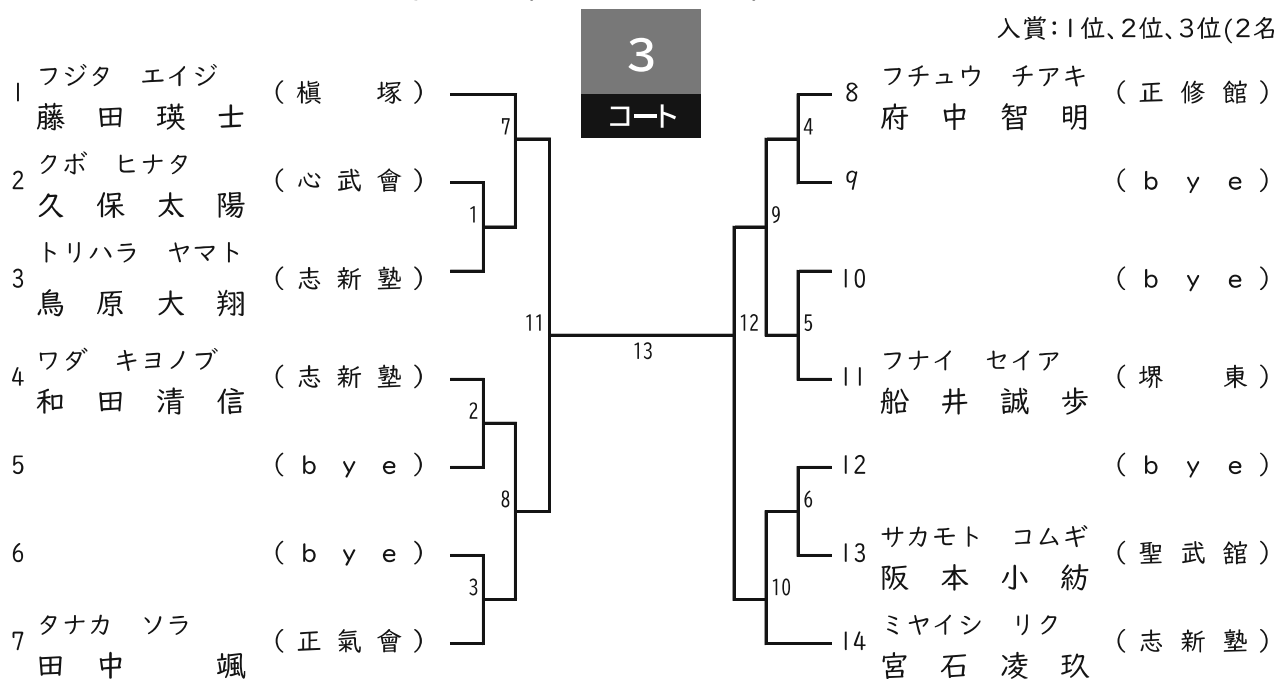 入賞：1位、2位、3位(2名
3
コート
1 フジタ エイジ
藤田瑛士 (槇塚)
2 クボ ヒナタ
久保太陽 (心武會)
3 トリハラ ヤマト
鳥原大翔 (志新塾)
4 ワダ キヨノブ
和田清信 (志新塾)
5 (bye)
6 (bye)
7 タナカ ソラ
田中颯 (正氣會)
7
1
11
2
8
3
13
8 フチュウ チアキ
府中智明 (正修館)
9 (bye)
10 (bye)
11 フナイ セイア
船井誠歩 (堺東)
12 (bye)
13 サカモト コムギ
阪本小紡 (聖武舘)
14 ミヤイシ リク
宮石凌玖 (志新塾)
4
9
12
5
6
10